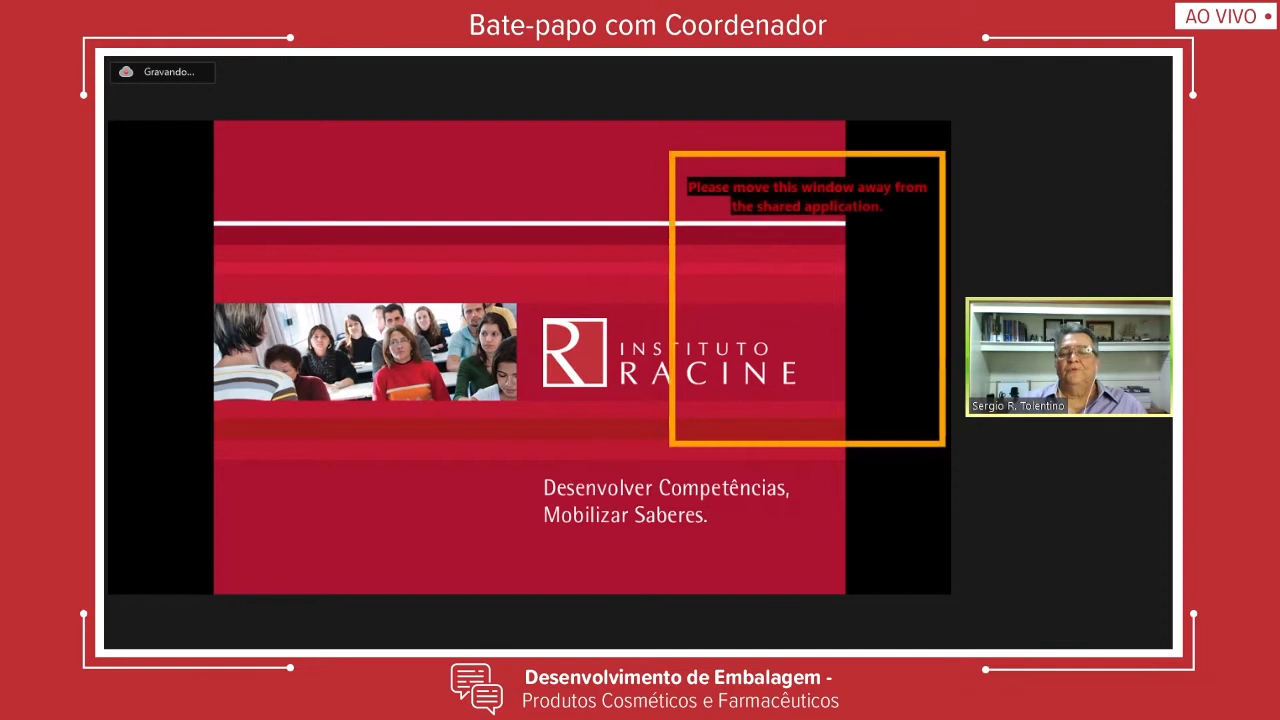 Bate-papo com Coordenador
AO VIVO
Gravando...
Please move this window away from
the shared application.
R
INSTITUTO
RACINE
Sergio R. Tolentino
Desenvolver Competências,
Mobilizar Saberes.
Desenvolvimento de Embalagem -
Produtos Cosméticos e Farmacêuticos